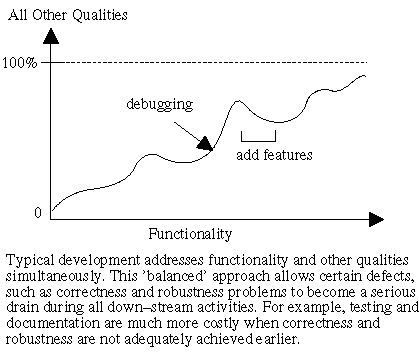 All Other Qualities
100%
debugging
add features
0
Functionality
Typical development addresses functionality and other qualities
simultaneously. This 'balanced' approach allows certain defects,
such as correctness and robustness problems to become a serious
drain during all down–stream activities. For example, testing and
documentation are much more costly when correctness and
robustness are not adequately achieved earlier.